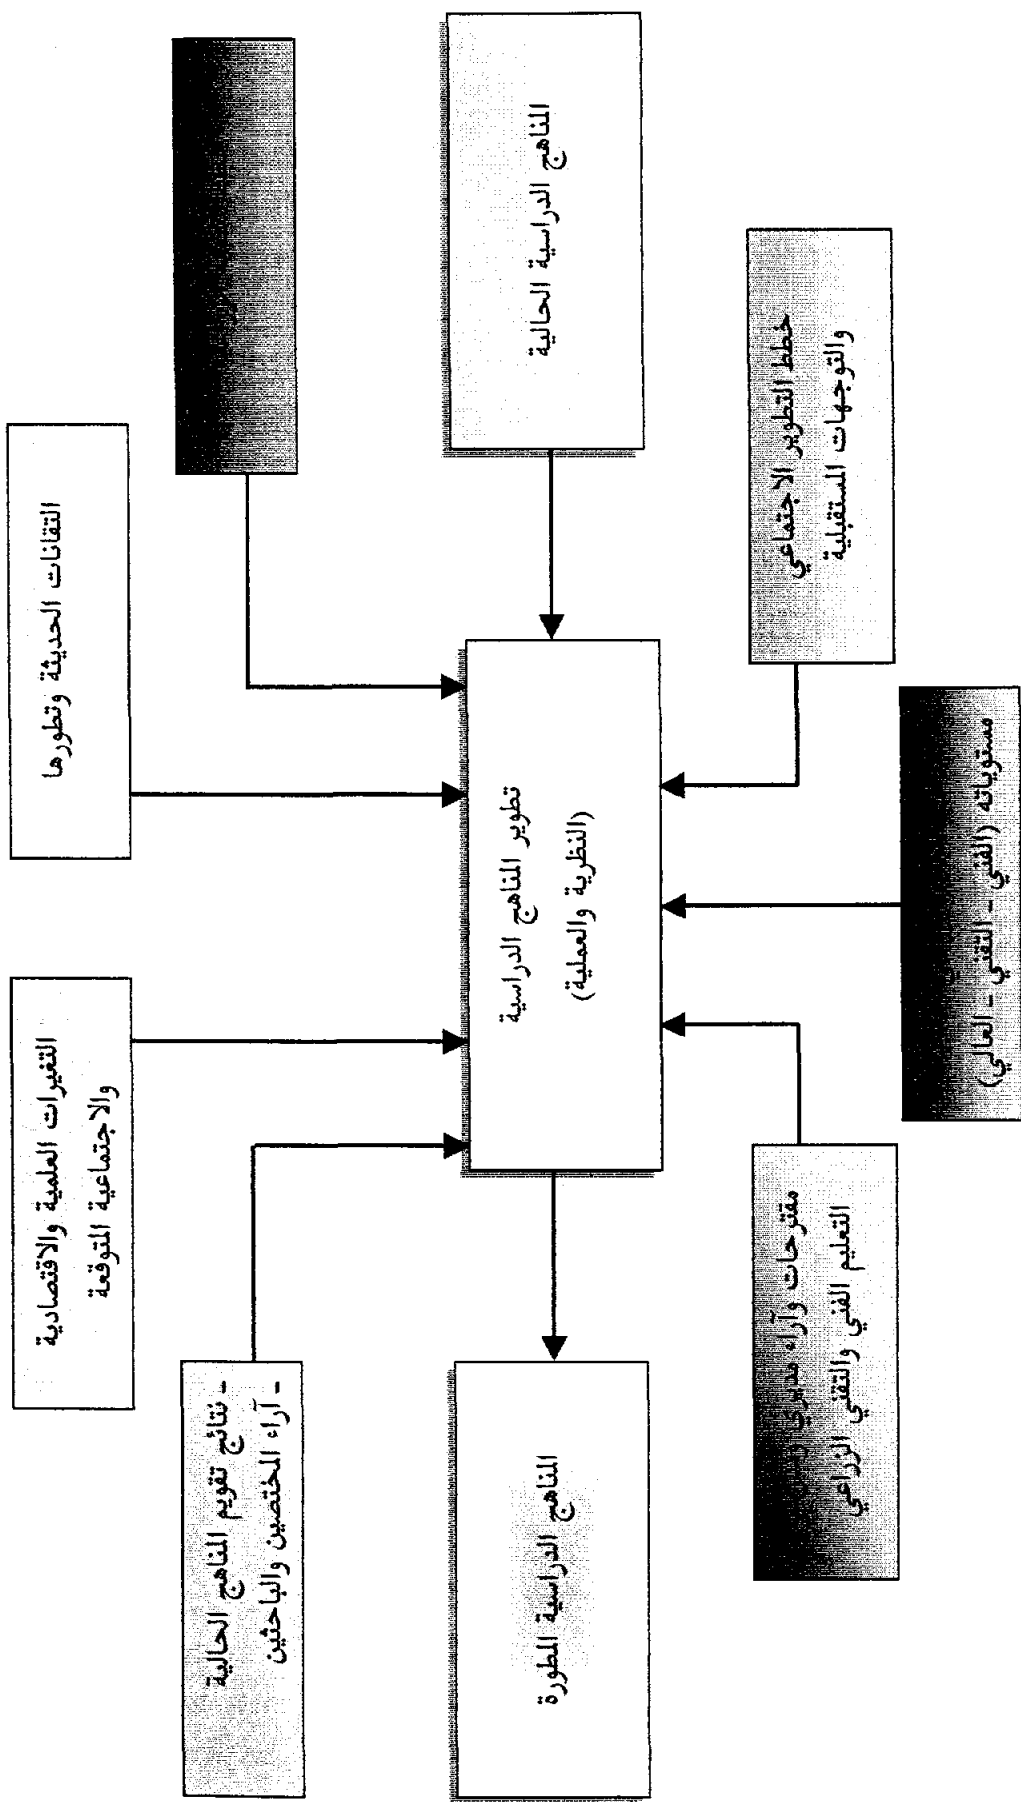 التقانات الحديثة وتطورها
التغيرات العلمية والاقتصادية
والاجتماعية المتوقعة
- نتائج تقويم المناهج الحالية
- آراء المختصين والباحثين
المناهج الدراسية الحالية
تطوير المناهج الدراسية
(النظرية والعملية)
المناهج الدراسية المطورة
خطط التطوير الاجتماعي
والتوجهات المستقبلية
مستوياته (الفني - التقني - العالي)
مقترحات وآراء مديري
التعليم الفني والتقني الزراعي